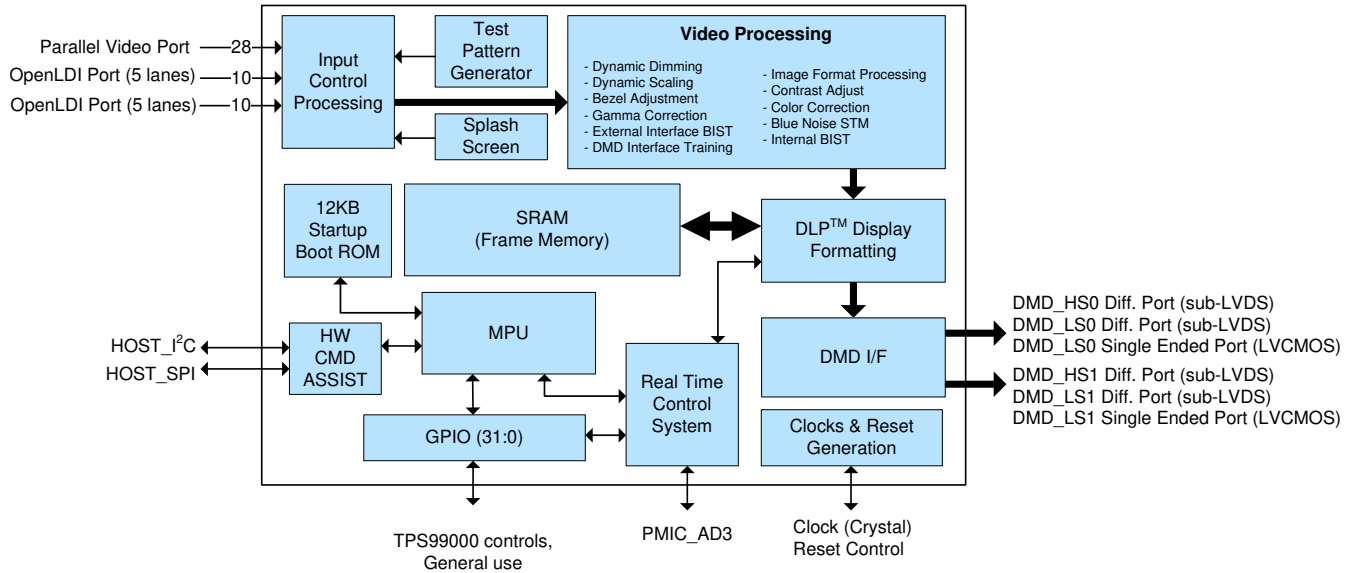 Parallel Video Port
28
OpenLDI Port (5 lanes)
10
OpenLDI Port (5 lanes)
10
Input
Control
Processing
Test
Pattern
Generator
Splash
Screen
Video Processing
- Dynamic Dimming
- Dynamic Scaling
- Bezel Adjustment
- Gamma Correction
- External Interface BIST
- DMD Interface Training
- Image Format Processing
- Contrast Adjust
- Color Correction
- Blue Noise STM
- Internal BIST
12KB
Startup
Boot ROM
SRAM
(Frame Memory)
DLP™ Display
Formatting
MPU
HOST_I²C
HOST_SPI
HW
CMD
ASSIST
Real Time
Control
System
DMD I/F
DMD_HS0 Diff. Port (sub-LVDS)
DMD_LS0 Diff. Port (sub-LVDS)
DMD_LS0 Single Ended Port (LVCMOS)
DMD_HS1 Diff. Port (sub-LVDS)
DMD_LS1 Diff. Port (sub-LVDS)
DMD_LS1 Single Ended Port (LVCMOS)
GPIO (31:0)
Clocks & Reset
Generation
TPS99000 controls,
General use
PMIC_AD3
Clock (Crystal)
Reset Control